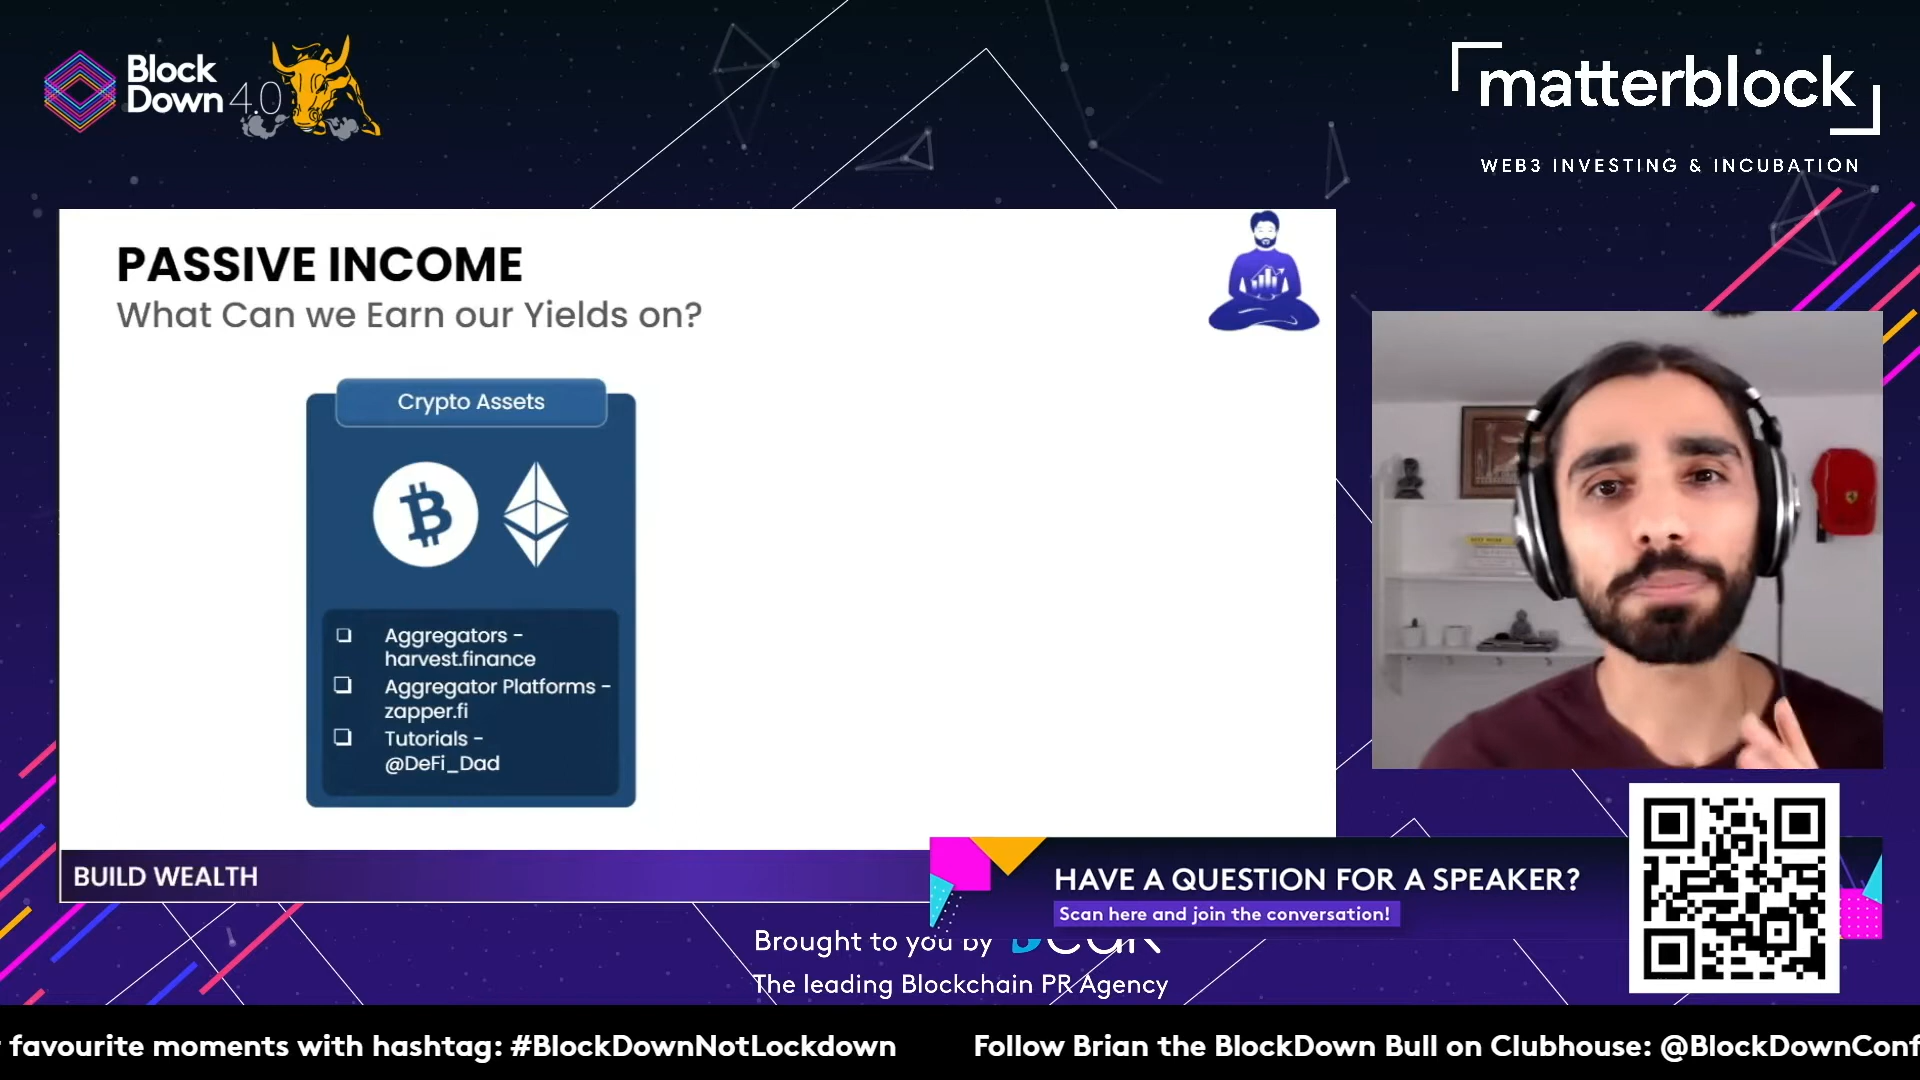 Block
Down 4.0
matterblock
WEB3 INVESTING & INCUBATION
PASSIVE INCOME
What Can we Earn our Yields on?
Crypto Assets
Aggregators -
harvest.finance
Aggregator Platforms -
zapper.fi
Tutorials -
@DeFi_Dad
BUILD WEALTH
HAVE A QUESTION FOR A SPEAKER?
Scan here and join the conversation!
Brought to you by
The leading Blockchain PR Agency
favourite moments with hashtag: #BlockDownNotLockdown
Follow Brian the BlockDown Bull on Clubhouse: @BlockDownConf